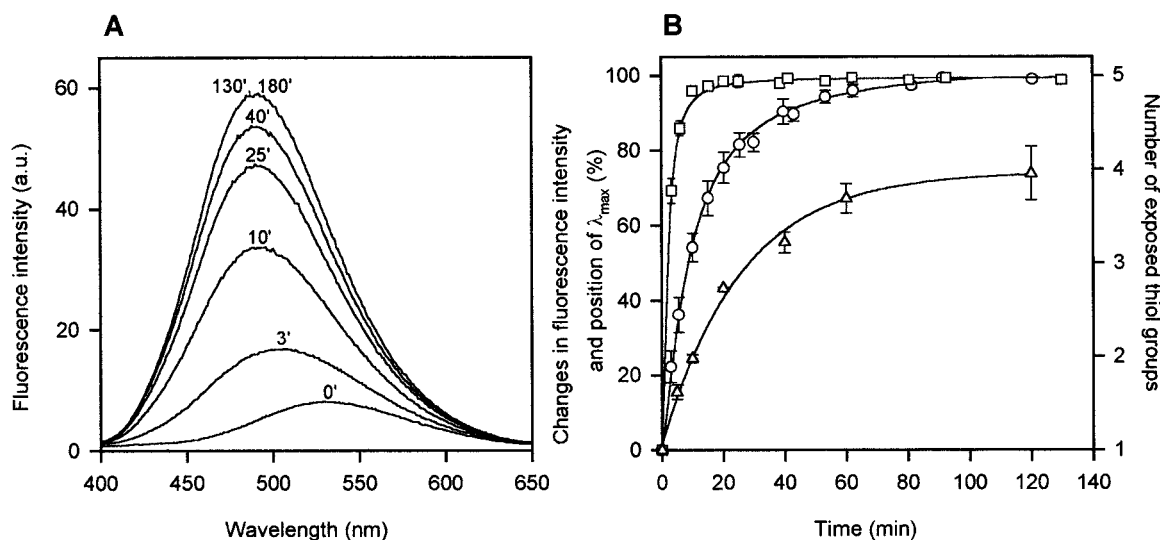 A
Fluorescence intensity (a.u.)
60
40
20
0
130', 180'
40'
25'
10'
3'
0'
400 450 500 550 600 650
Wavelength (nm)
B
Changes in fluorescence intensity
and position of λmax (%)
100
80
60
40
20
0
5
4
3
2
1
Number of exposed thiol groups
0 20 40 60 80 100 120 140
Time (min)